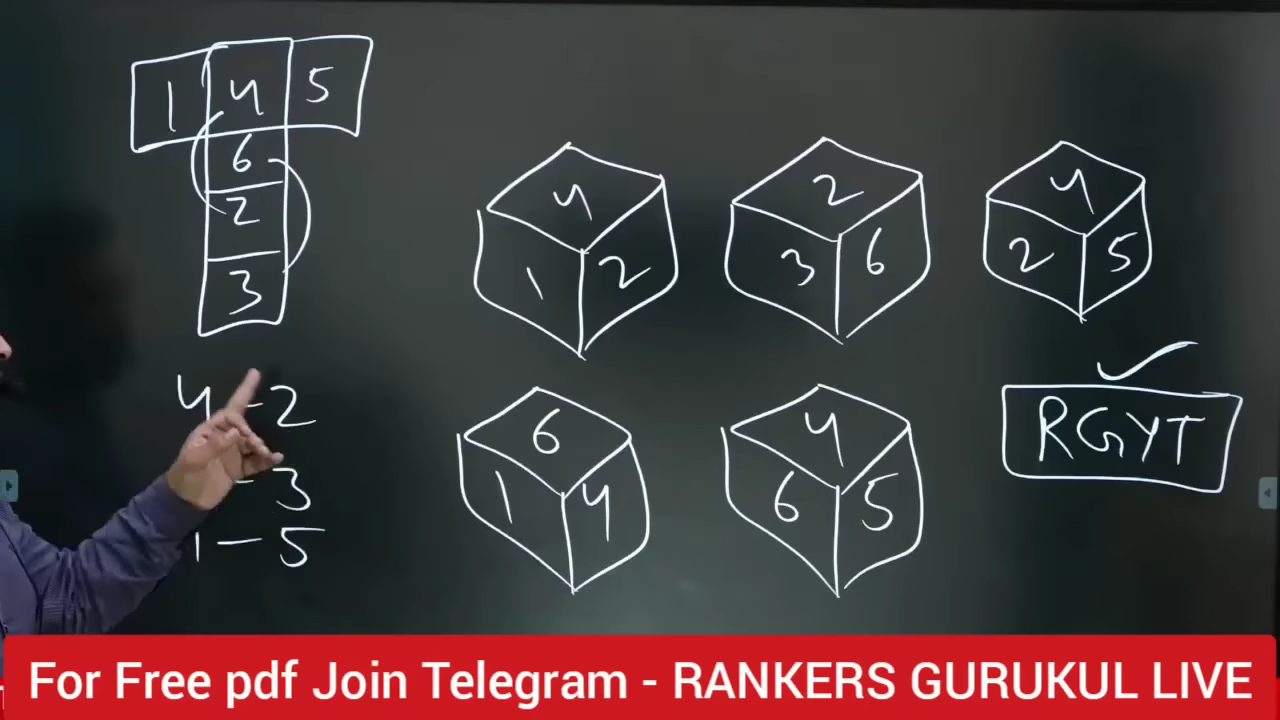 1 4 5
6
2
3
4 1 2
2 3 6
4 2 5
4 - 2
- 3
1 - 5
6 1 4
4 6 5
RGYT
For Free pdf Join Telegram - RANKERS GURUKUL LIVE